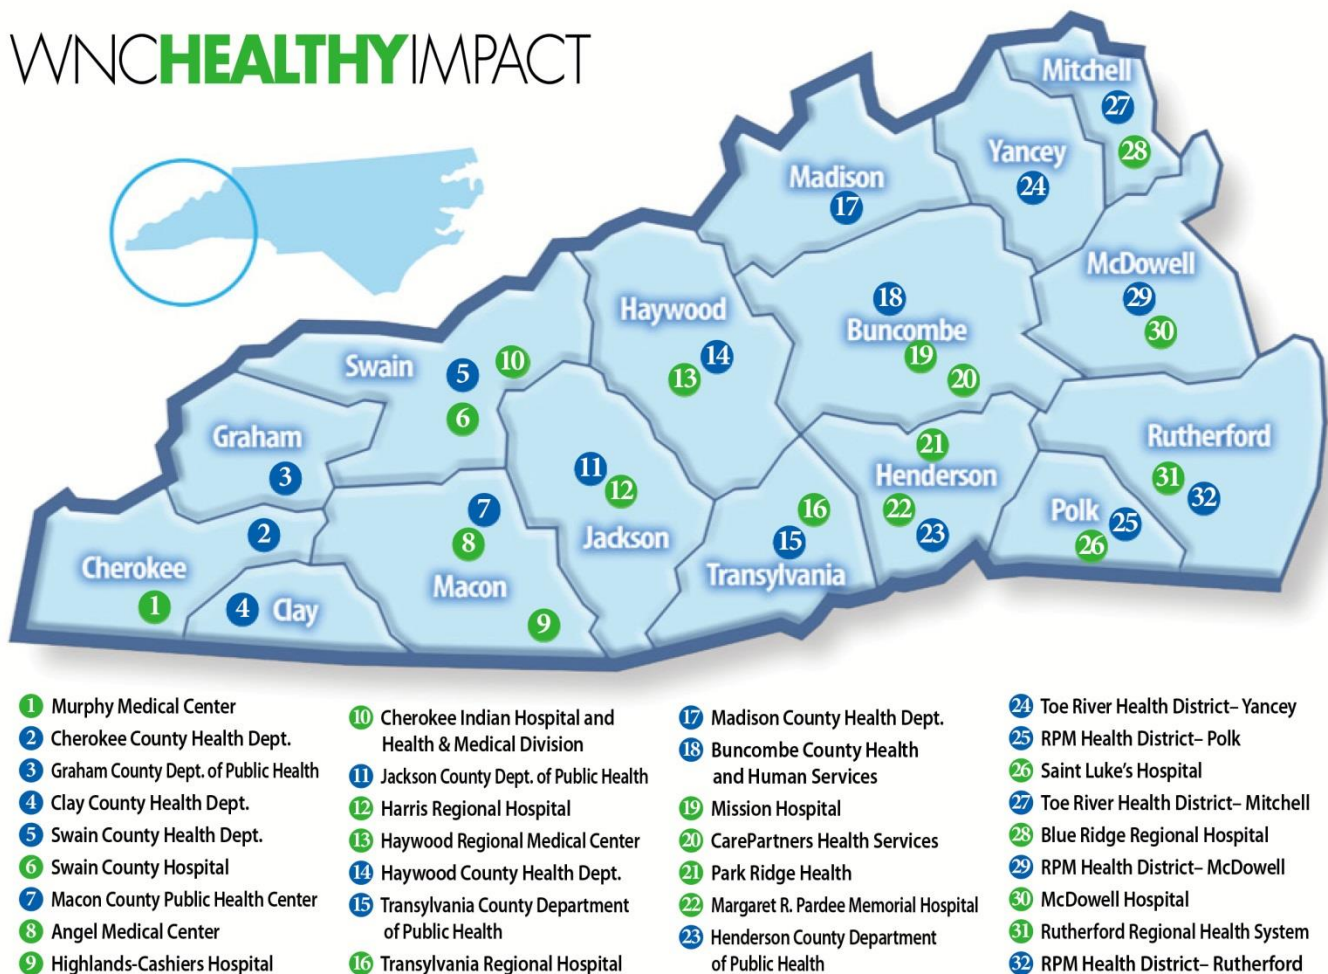 WNCHEALTHYIMPACT
Mitchell
27
28
Yancey
24
Madison
17
McDowell
29
30
Haywood
14
13
18
Buncombe
19
20
Swain
5
10
6
Graham
3
Rutherford
31
32
21
Henderson
22
23
11
12
Jackson
16
15
Transylvania
Polk
25
26
7
8
Macon
9
2
Cherokee
1
4
Clay
1 Murphy Medical Center
2 Cherokee County Health Dept.
3 Graham County Dept. of Public Health
4 Clay County Health Dept.
5 Swain County Health Dept.
6 Swain County Hospital
7 Macon County Public Health Center
8 Angel Medical Center
9 Highlands-Cashiers Hospital
10 Cherokee Indian Hospital and
Health & Medical Division
11 Jackson County Dept. of Public Health
12 Harris Regional Hospital
13 Haywood Regional Medical Center
14 Haywood County Health Dept.
15 Transylvania County Department
of Public Health
16 Transylvania Regional Hospital
17 Madison County Health Dept.
18 Buncombe County Health
and Human Services
19 Mission Hospital
20 CarePartners Health Services
21 Park Ridge Health
22 Margaret R. Pardee Memorial Hospital
23 Henderson County Department
of Public Health
24 Toe River Health District– Yancey
25 RPM Health District– Polk
26 Saint Luke's Hospital
27 Toe River Health District– Mitchell
28 Blue Ridge Regional Hospital
29 RPM Health District– McDowell
30 McDowell Hospital
31 Rutherford Regional Health System
32 RPM Health District– Rutherford